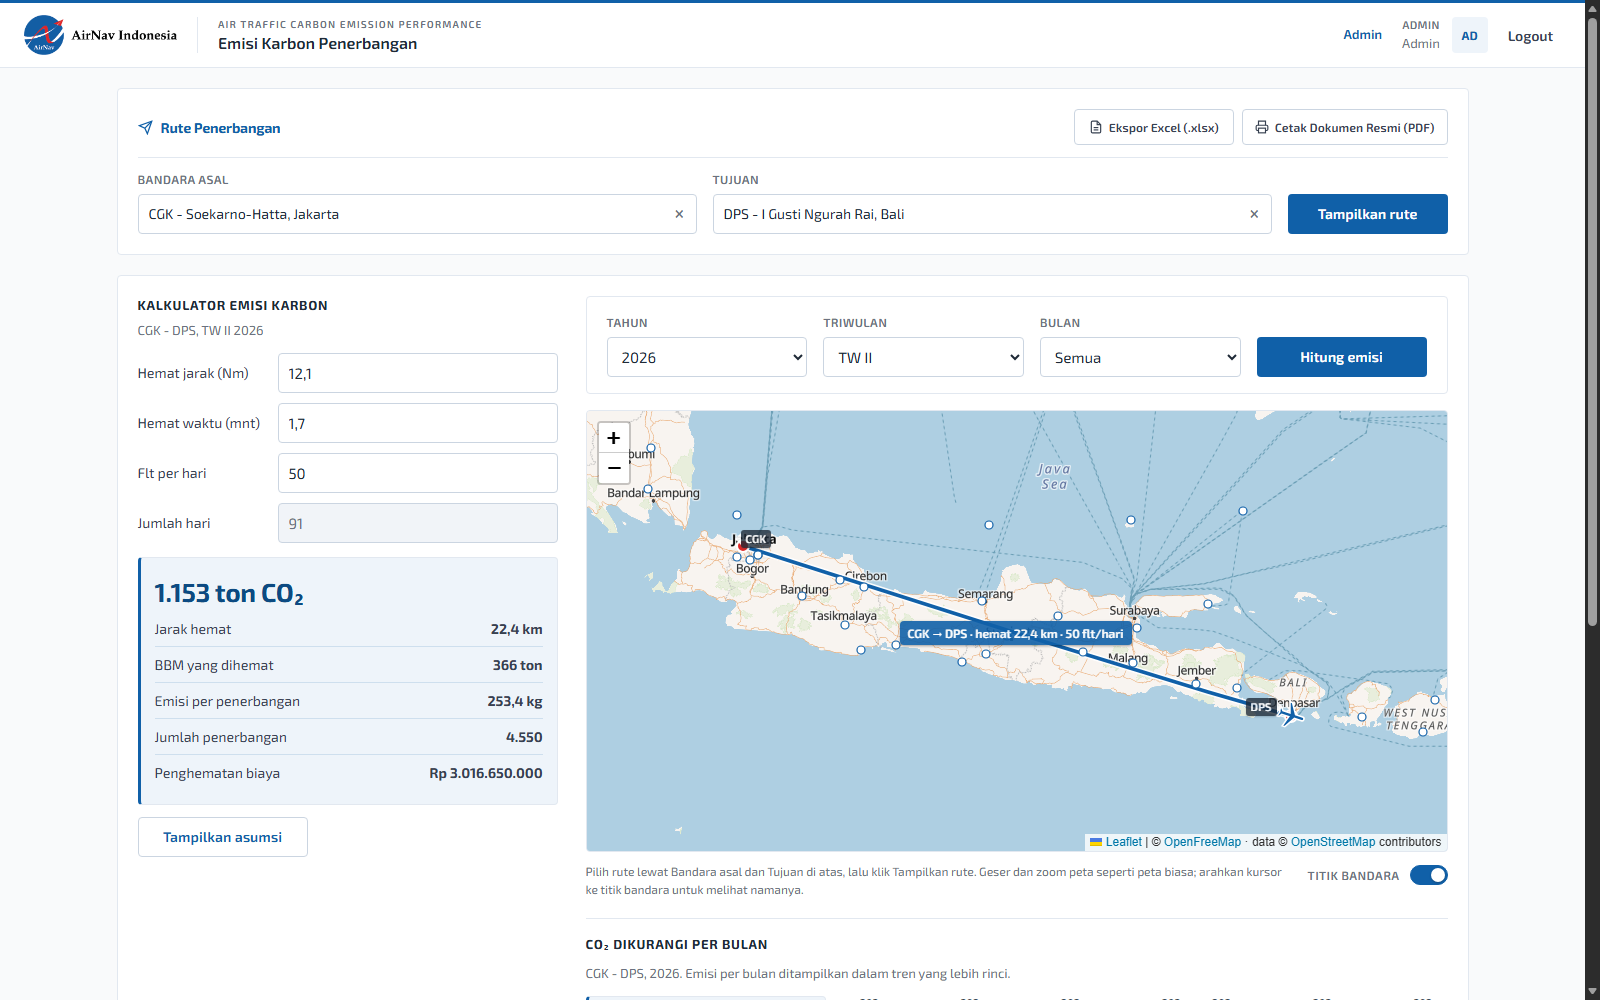 AirNav
AirNav Indonesia
AIR TRAFFIC CARBON EMISSION PERFORMANCE
Emisi Karbon Penerbangan
Admin
ADMIN
Admin
AD
Logout
Rute Penerbangan
Ekspor Excel (.xlsx)
Cetak Dokumen Resmi (PDF)
BANDARA ASAL
TUJUAN
CGK - Soekarno-Hatta, Jakarta
×
DPS - I Gusti Ngurah Rai, Bali
×
Tampilkan rute
KALKULATOR EMISI KARBON
CGK - DPS, TW II 2026
Hemat jarak (Nm)
12,1
Hemat waktu (mnt)
1,7
Flt per hari
50
Jumlah hari
91
1.153 ton CO₂
Jarak hemat
22,4 km
BBM yang dihemat
366 ton
Emisi per penerbangan
253,4 kg
Jumlah penerbangan
4.550
Penghematan biaya
Rp 3.016.650.000
Tampilkan asumsi
TAHUN
TRIWULAN
BULAN
2026
TW II
Semua
Hitung emisi
+
−
bumi
Bandar Lampung
Java
Sea
CGK
Bogor
Cirebon
Bandung
Semarang
Tasikmalaya
Surabaya
CGK → DPS · hemat 22,4 km · 50 flt/hari
Malang
Jember
BALI
DPS
enpasar
WEST NUS
TENGGARA
Leaflet | © OpenFreeMap · data © OpenStreetMap contributors
Pilih rute lewat Bandara asal dan Tujuan di atas, lalu klik Tampilkan rute. Geser dan zoom peta seperti peta biasa; arahkan kursor
ke titik bandara untuk melihat namanya.
TITIK BANDARA
CO₂ DIKURANGI PER BULAN
CGK - DPS, 2026. Emisi per bulan ditampilkan dalam tren yang lebih rinci.